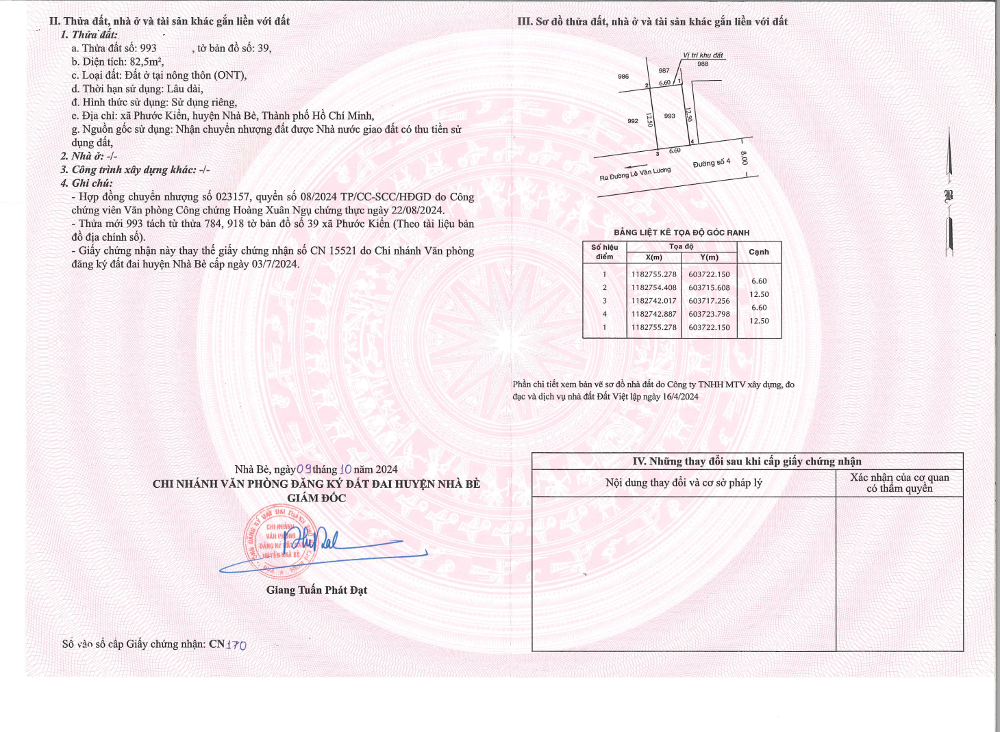 II. Thửa đất, nhà ở và tài sản khác gắn liền với đất
1. Thửa đất:
a. Thửa đất số: 993 , tờ bản đồ số: 39,
b. Diện tích: 82,5m²,
c. Loại đất: Đất ở tại nông thôn (ONT),
d. Thời hạn sử dụng: Lâu dài,
đ. Hình thức sử dụng: Sử dụng riêng,
e. Địa chỉ: xã Phước Kiển, huyện Nhà Bè, Thành phố Hồ Chí Minh,
g. Nguồn gốc sử dụng: Nhận chuyển nhượng đất được Nhà nước giao đất có thu tiền sử
dụng đất,
2. Nhà ở: -/-
3. Công trình xây dựng khác: -/-
4. Ghi chú:
- Hợp đồng chuyển nhượng số 023157, quyển số 08/2024 TP/CC-SCC/HĐGD do Công
chứng viên Văn phòng Công chứng Hoàng Xuân Ngụ chứng thực ngày 22/08/2024.
- Thửa mới 993 tách từ thửa 784, 918 tờ bản đồ số 39 xã Phước Kiển (Theo tài liệu bản
đồ địa chính số).
- Giấy chứng nhận này thay thế giấy chứng nhận số CN 15521 do Chi nhánh Văn phòng
đăng ký đất đai huyện Nhà Bè cấp ngày 03/7/2024.
Nhà Bè, ngày 09 tháng 10 năm 2024
CHI NHÁNH VĂN PHÒNG ĐĂNG KÝ ĐẤT ĐAI HUYỆN NHÀ BÈ
GIÁM ĐỐC
CHI NHÁNH
VĂN PHÒNG
ĐĂNG KÝ ĐẤT ĐAI
HUYỆN NHÀ BÈ
Giang Tuấn Phát Đạt
Số vào sổ cấp Giấy chứng nhận: CN 170
III. Sơ đồ thửa đất, nhà ở và tài sản khác gắn liền với đất
Vị trí khu đất
988
987
986
6.60
1
2
12.50
993
12.50
992
4
3
6.60
8.00
Đường số 4
Ra Đường Lê Văn Lương
B
BẢNG LIỆT KÊ TỌA ĐỘ GÓC RANH
Số hiệu điểm Tọa độ Cạnh
X(m) Y(m)
1 1182755.278 603722.150
6.60
2 1182754.408 603715.608
12.50
3 1182742.017 603717.256
6.60
4 1182742.887 603723.798
12.50
1 1182755.278 603722.150
Phần chi tiết xem bản vẽ sơ đồ nhà đất do Công ty TNHH MTV xây dựng, đo
đạc và dịch vụ nhà đất Đất Việt lập ngày 16/4/2024
IV. Những thay đổi sau khi cấp giấy chứng nhận
Nội dung thay đổi và cơ sở pháp lý
Xác nhận của cơ quan
có thẩm quyền